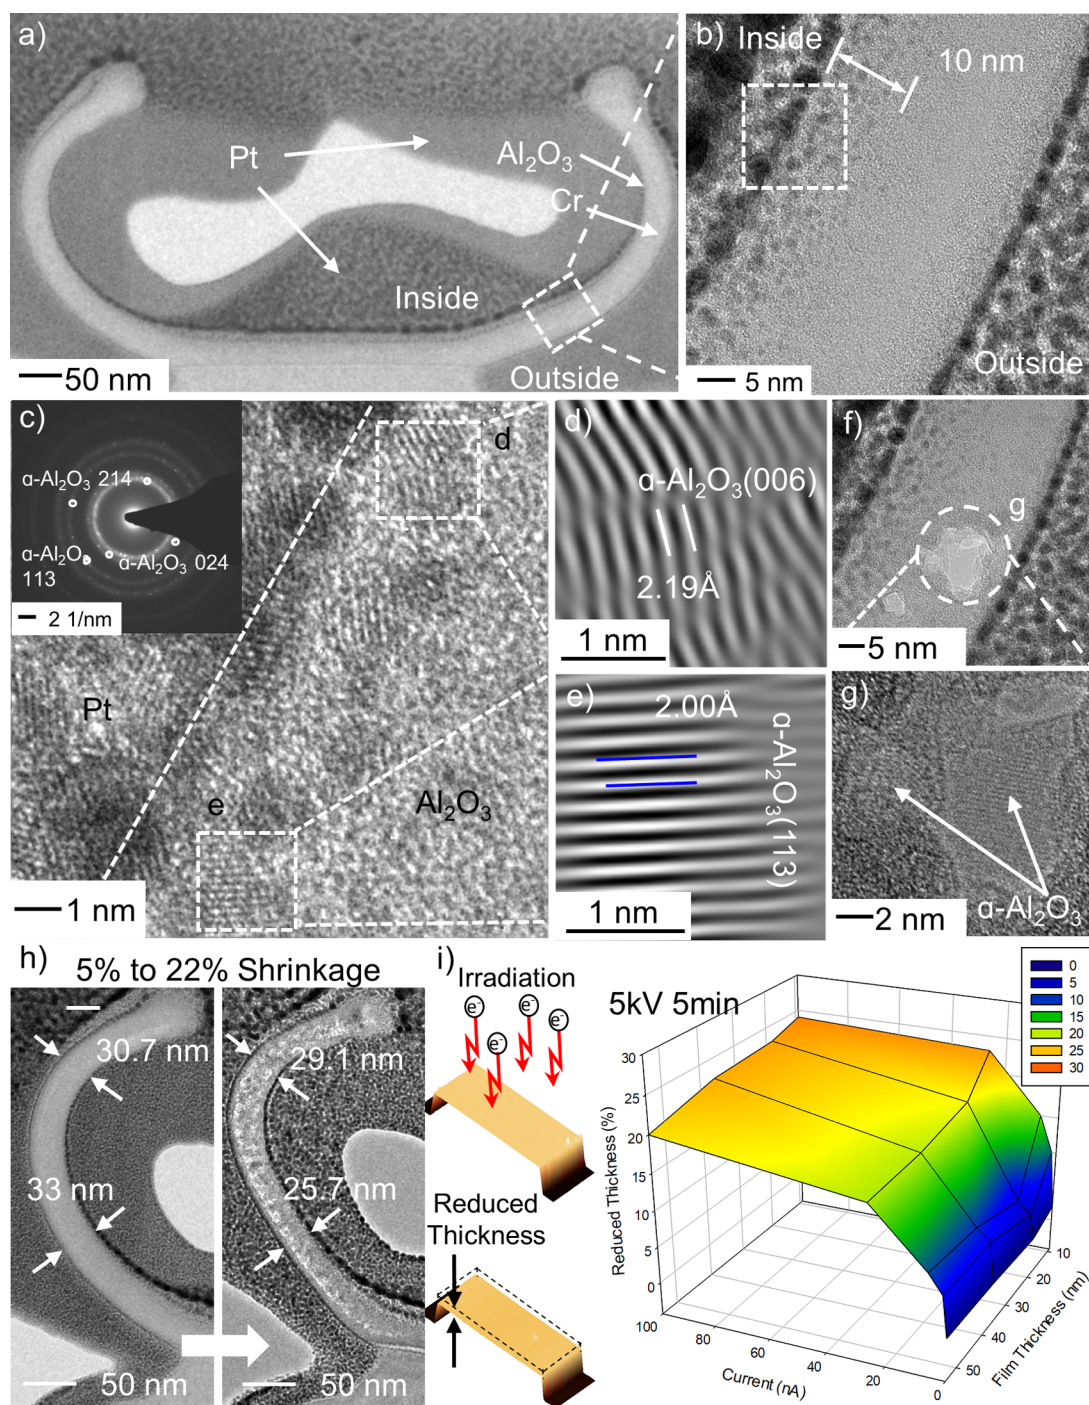 a)
Pt
Al₂O₃
Cr
Inside
Outside
50 nm
b)
Inside
10 nm
Outside
5 nm
c)
α-Al₂O₃ 214
α-Al₂O₃
113
α-Al₂O₃ 024
2 1/nm
d
Pt
e
Al₂O₃
1 nm
d)
α-Al₂O₃(006)
2.19Å
1 nm
e)
2.00Å
α-Al₂O₃(113)
1 nm
f)
g
5 nm
g)
α-Al₂O₃
2 nm
h)
5% to 22% Shrinkage
30.7 nm
33 nm
50 nm
29.1 nm
25.7 nm
50 nm
i)
Irradiation
e⁻
e⁻
e⁻
e⁻
Reduced
Thickness
5kV 5min
0
5
10
15
20
25
30
Reduced Thickness (%)
30
25
20
15
10
5
0
100
80
60
40
20
0
Current (nA)
10
20
30
40
50
Film Thickness (nm)